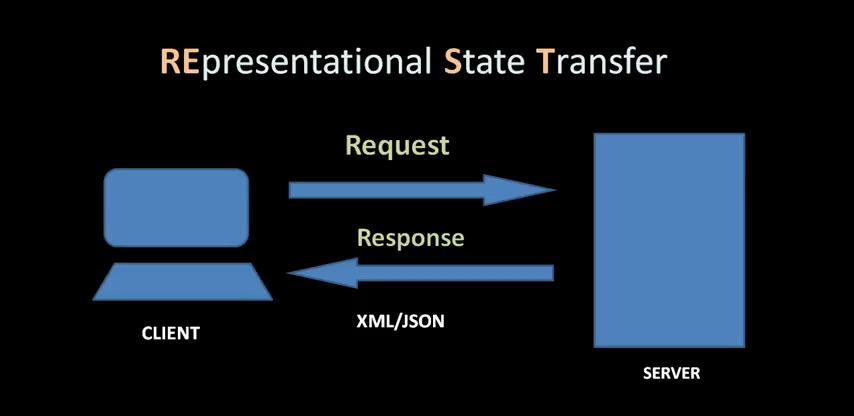 REpresentational State Transfer
Request
Response
XML/JSON
CLIENT
SERVER